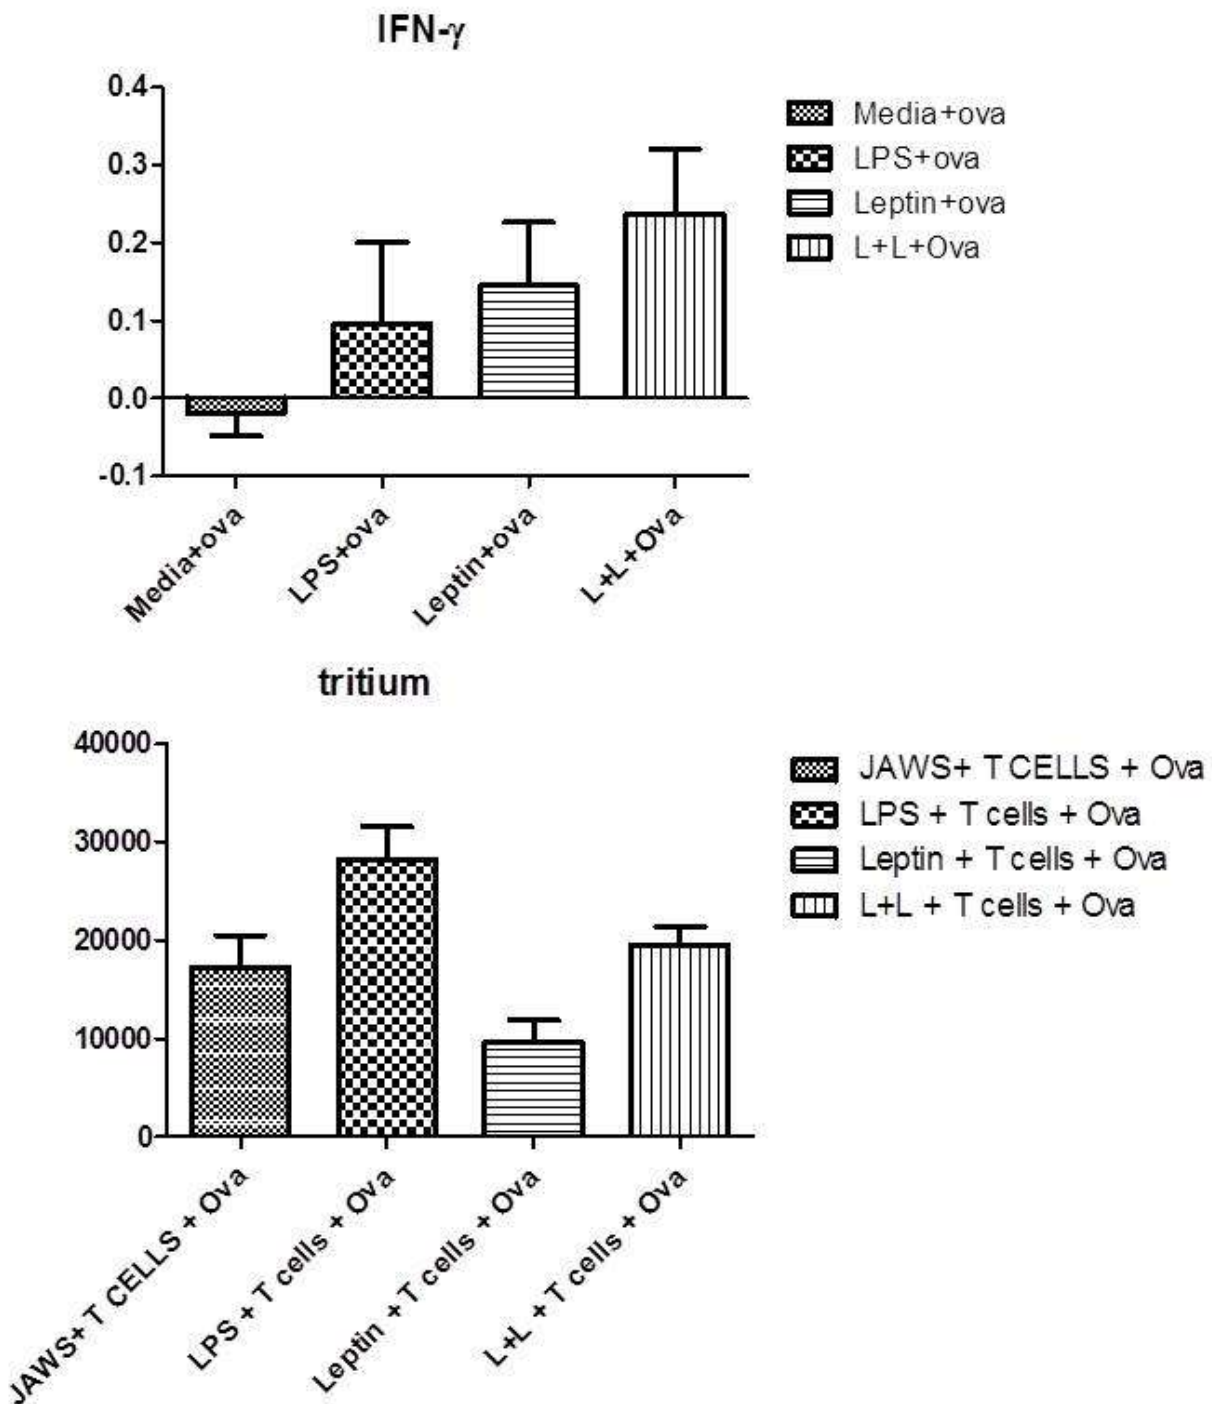 IFN-γ
0.4
0.3
0.2
0.1
0.0
-0.1
Media+ova
LPS+ova
Leptin+ova
L+L+Ova
Media+ova
LPS+ova
Leptin+ova
L+L+Ova
tritium
40000
30000
20000
10000
0
JAWS+ T CELLS + Ova
LPS + T cells + Ova
Leptin + T cells + Ova
L+L + T cells + Ova
JAWS+ T CELLS + Ova
LPS + T cells + Ova
Leptin + T cells + Ova
L+L + T cells + Ova